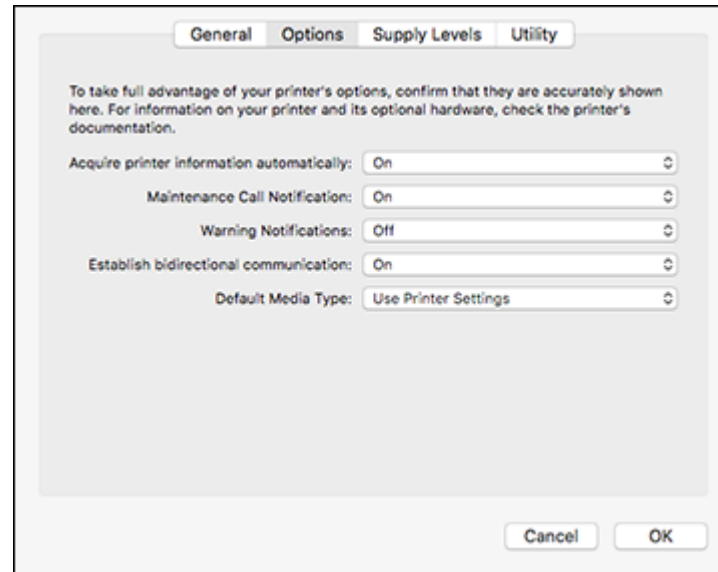 General Options Supply Levels Utility
To take full advantage of your printer's options, confirm that they are accurately shown
here. For information on your printer and its optional hardware, check the printer's
documentation.
Acquire printer information automatically: On
Maintenance Call Notification: On
Warning Notifications: Off
Establish bidirectional communication: On
Default Media Type: Use Printer Settings
Cancel OK